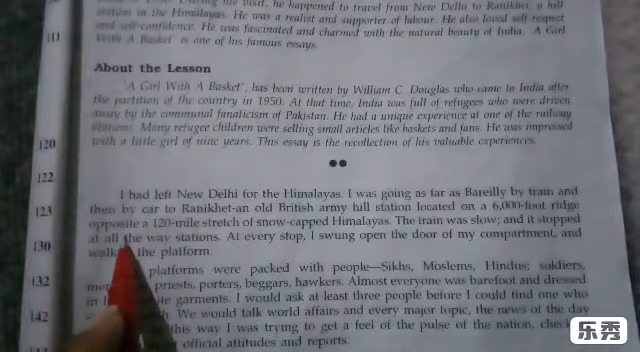 his visit, he happened to travel from New Delhi to Ranikhet a hill
station in the Himalayas. He was a realist and supporter of labour. He also loved self-respect
and self-confidence. He was fascinated and charmed with the natural beauty of India. A Girl
With A Basket is one of his famous essays.
About the Lesson
'A Girl With A Basket', has been written by William C. Douglas who came to India after
the partition of the country in 1950. At that time, India was full of refugees who were driven
away by the communal fanaticism of Pakistan. He had a unique experience at one of the railway
stations. Many refugee children were selling small articles like baskets and fans. He was impressed
with a little girl of nine years. This essay is the recollection of his valuable experiences.
I had left New Delhi for the Himalayas. I was going as far as Bareilly by train and
then by car to Ranikhet-an old British army hill station located on a 6,000-foot ridge
opposite a 120-mile stretch of snow-capped Himalayas. The train was slow; and it stopped
at all the way stations. At every stop, I swung open the door of my compartment, and
the platform.
platforms were packed with people—Sikhs, Moslems, Hindus; soldiers,
priests, porters, beggars, hawkers. Almost everyone was barefoot and dressed
garments. I would ask at least three people before I could find one who
We would talk world affairs and every major topic, the news of the day
this way I was trying to get a feel of the pulse of the nation,
official attitudes and reports.
111
120
122
123
130
132
142
乐秀